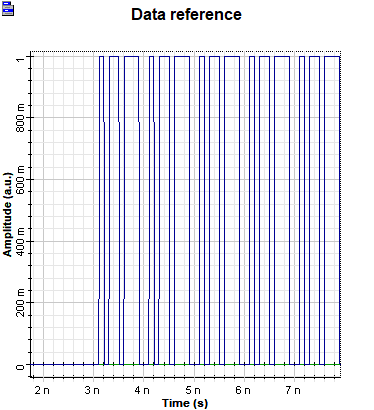 Data reference
1
800 m
600 m
400 m
200 m
0
Amplitude (a.u.)
2 n 3 n 4 n 5 n 6 n 7 n
Time (s)